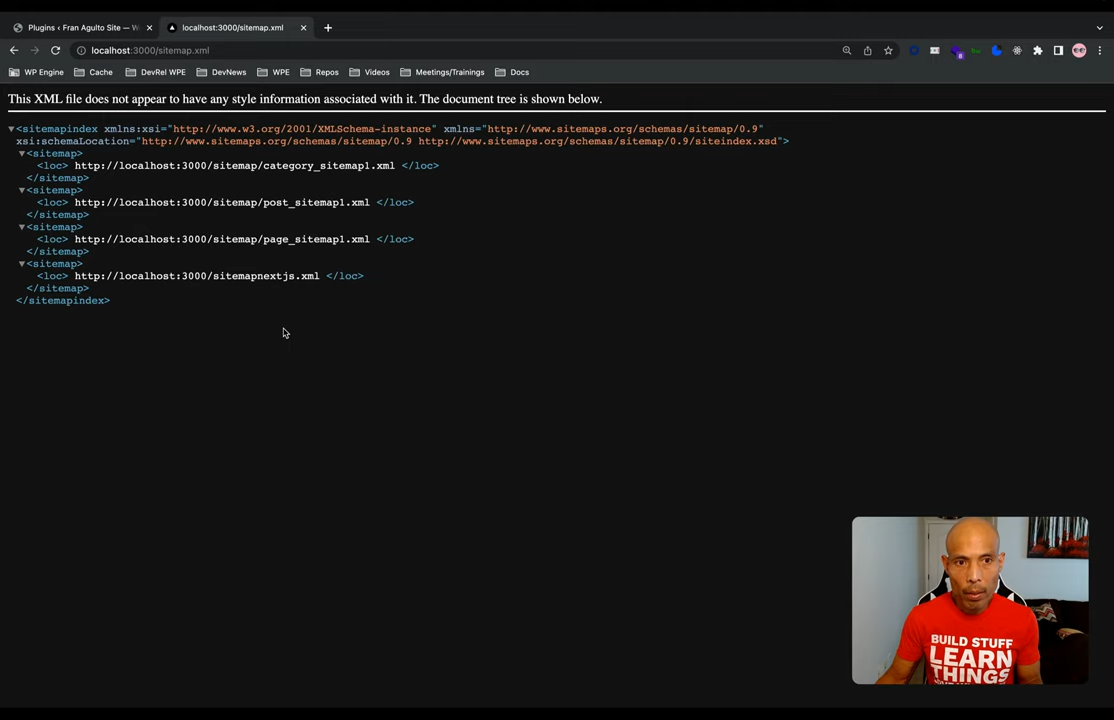 Plugins ‹ Fran Agulto Site — W
localhost:3000/sitemap.xml
localhost:3000/sitemap.xml
WP Engine Cache DevRel WPE DevNews WPE Repos Videos Meetings/Trainings Docs
This XML file does not appear to have any style information associated with it. The document tree is shown below.
<sitemapindex xmlns:xsi="http://www.w3.org/2001/XMLSchema-instance" xmlns="http://www.sitemaps.org/schemas/sitemap/0.9"
xsi:schemaLocation="http://www.sitemaps.org/schemas/sitemap/0.9 http://www.sitemaps.org/schemas/sitemap/0.9/siteindex.xsd">
<sitemap>
<loc> http://localhost:3000/sitemap/category_sitemap1.xml </loc>
</sitemap>
<sitemap>
<loc> http://localhost:3000/sitemap/post_sitemap1.xml </loc>
</sitemap>
<sitemap>
<loc> http://localhost:3000/sitemap/page_sitemap1.xml </loc>
</sitemap>
<sitemap>
<loc> http://localhost:3000/sitemapnextjs.xml </loc>
</sitemap>
</sitemapindex>
BUILD STUFF
LEARN
THINGS